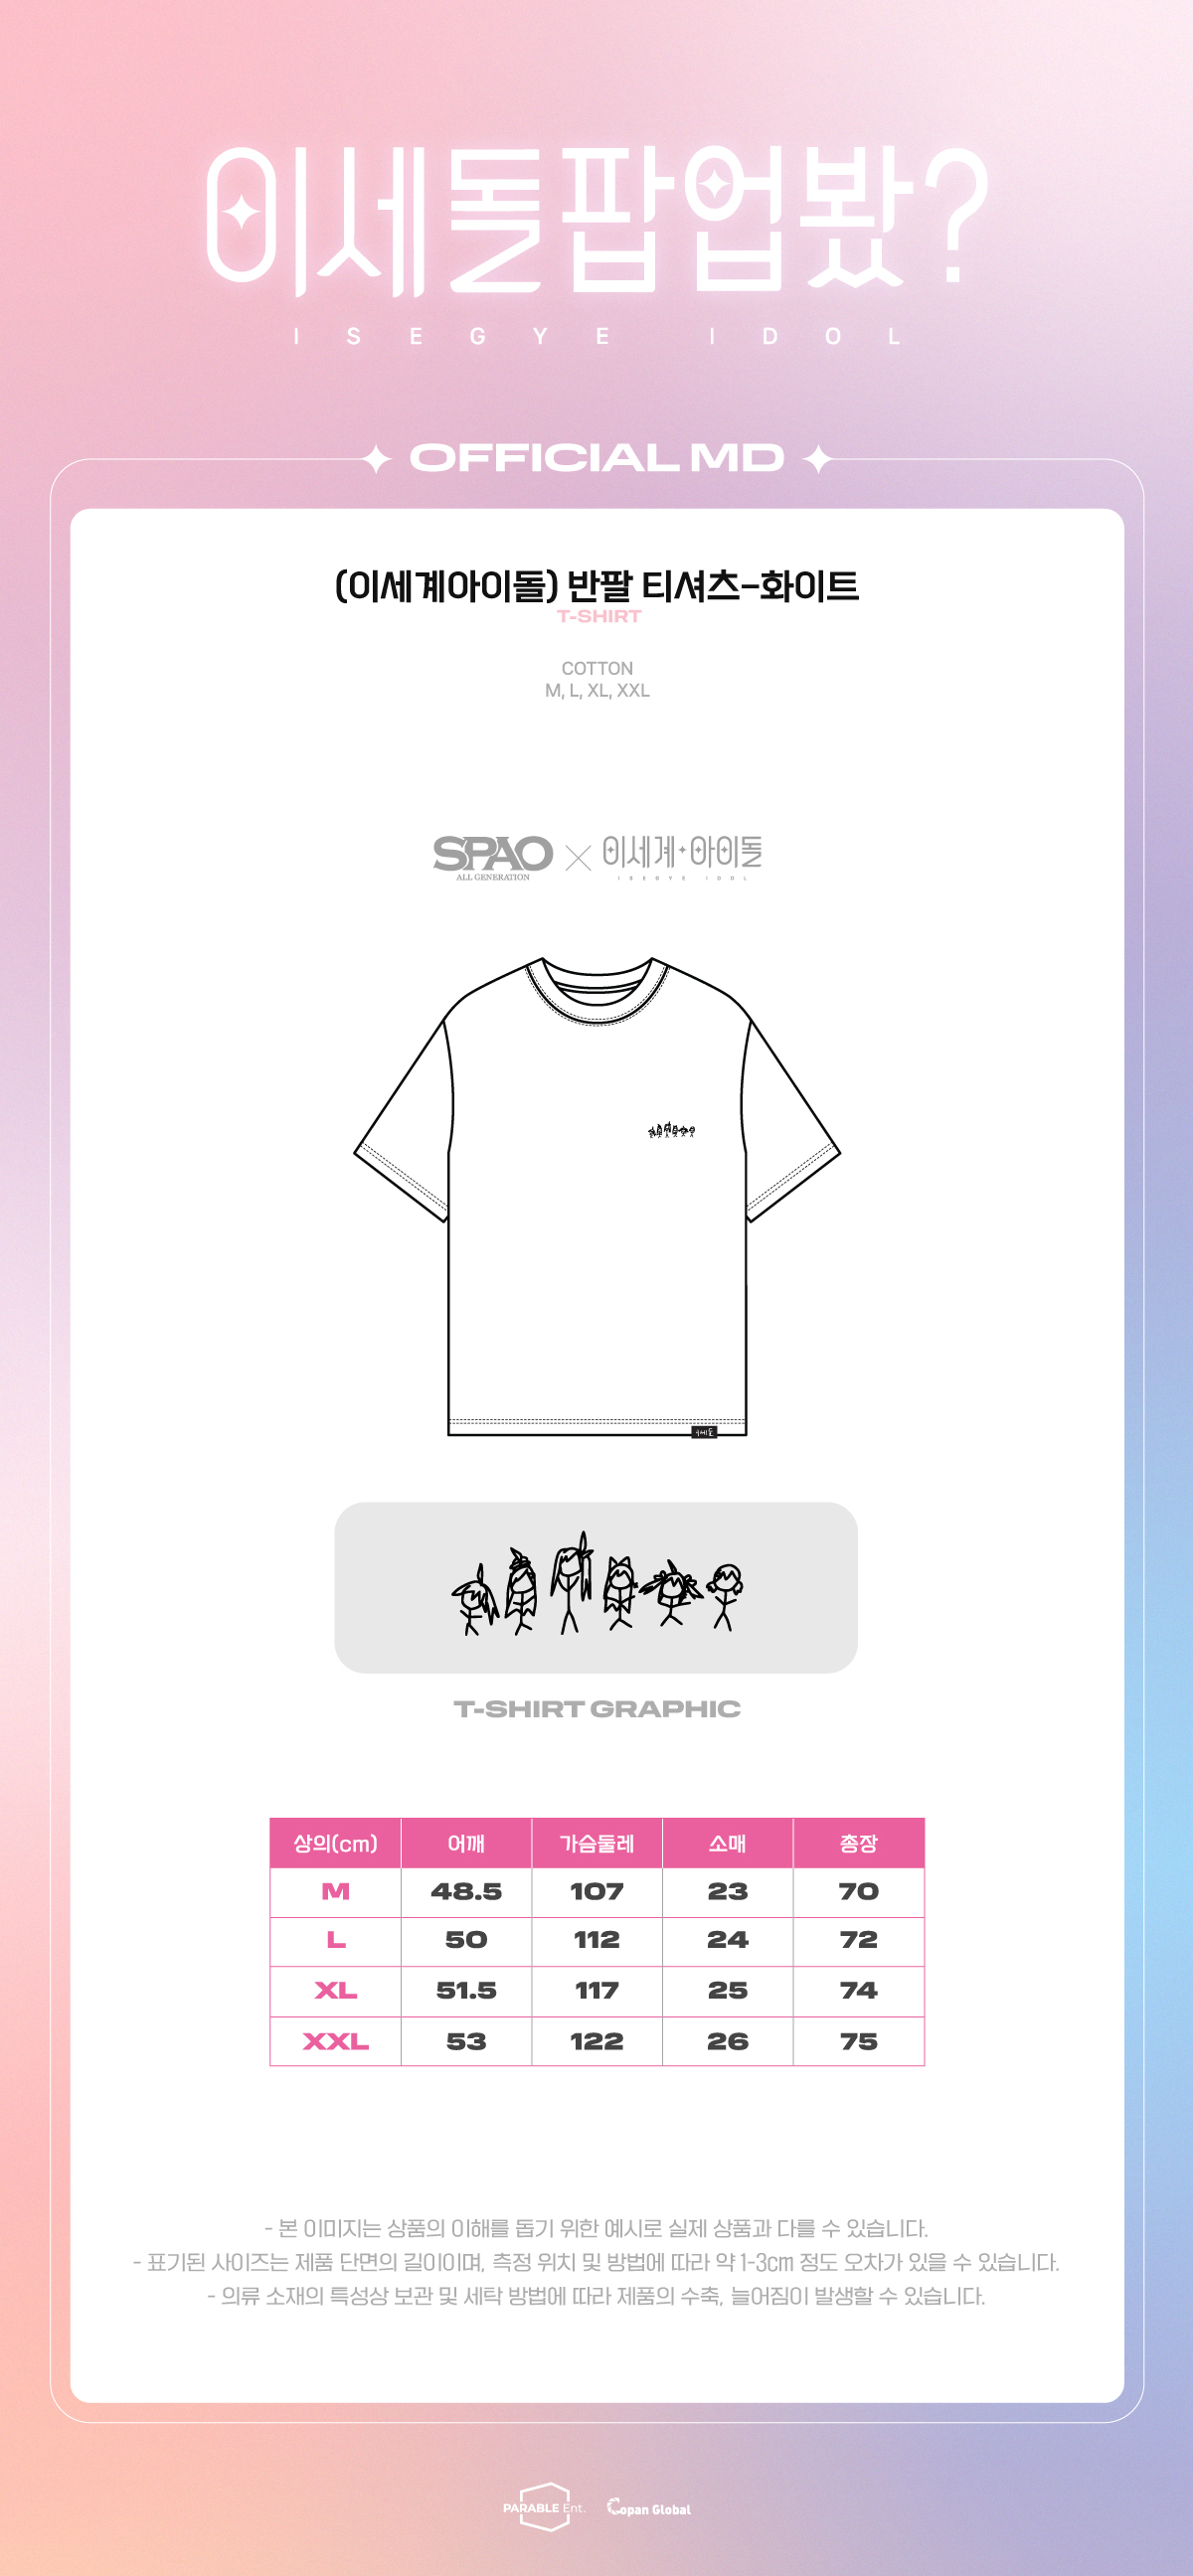 이세돌팝업봤?
ISEGYE IDOL
OFFICIAL MD
(이세계아이돌) 반팔 티셔츠-화이트
T-SHIRT
COTTON
M, L, XL, XXL
SPAO × 이세계아이돌
ALL GENERATION ISEGYE IDOL
이세돌
T-SHIRT GRAPHIC
상의(cm) 어깨 가슴둘레 소매 총장
M 48.5 107 23 70
L 50 112 24 72
XL 51.5 117 25 74
XXL 53 122 26 75
- 본 이미지는 상품의 이해를 돕기 위한 예시로 실제 상품과 다를 수 있습니다.
- 표기된 사이즈는 제품 단면의 길이이며, 측정 위치 및 방법에 따라 약 1-3cm 정도 오차가 있을 수 있습니다.
- 의류 소재의 특성상 보관 및 세탁 방법에 따라 제품의 수축, 늘어짐이 발생할 수 있습니다.
PARABLE Ent. Copan Global